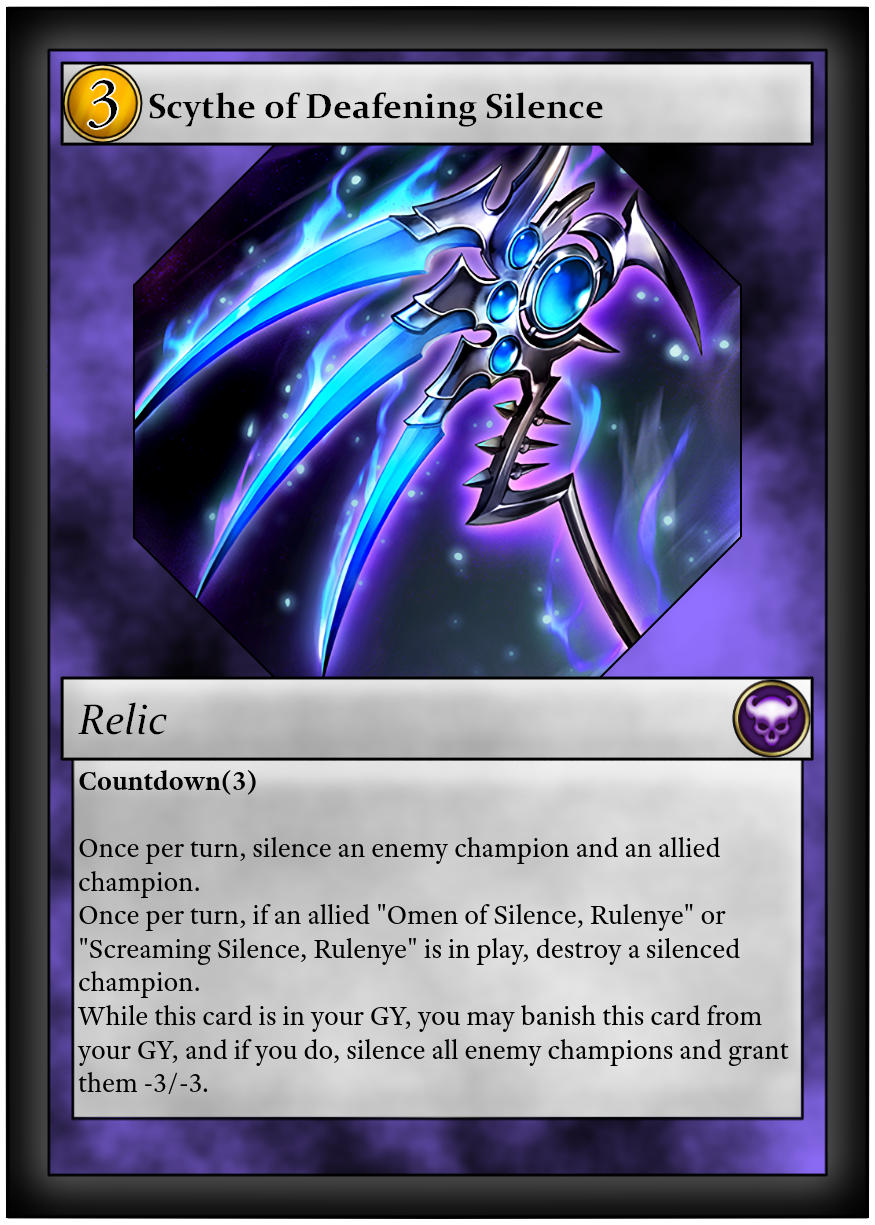 3
Scythe of Deafening Silence
Relic
Countdown(3)
Once per turn, silence an enemy champion and an allied
champion.
Once per turn, if an allied "Omen of Silence, Rulenye" or
"Screaming Silence, Rulenye" is in play, destroy a silenced
champion.
While this card is in your GY, you may banish this card from
your GY, and if you do, silence all enemy champions and grant
them -3/-3.